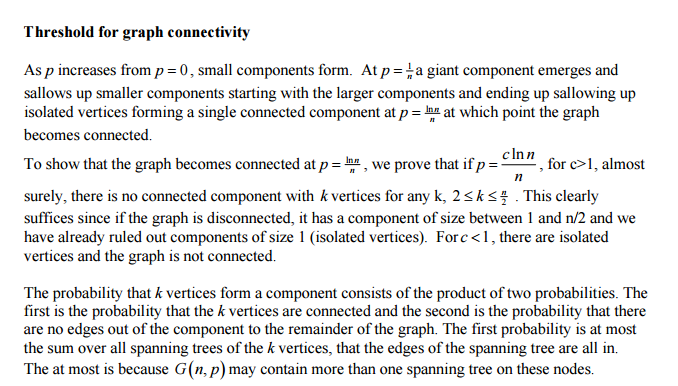 Threshold for graph connectivity
As p increases from p = 0, small components form. At p = 1/n a giant component emerges and
sallows up smaller components starting with the larger components and ending up sallowing up
isolated vertices forming a single connected component at p = ln n/n at which point the graph
becomes connected.
To show that the graph becomes connected at p = ln n/n, we prove that if p = c ln n/n, for c>1, almost
surely, there is no connected component with k vertices for any k, 2 ≤ k ≤ n/2. This clearly
suffices since if the graph is disconnected, it has a component of size between 1 and n/2 and we
have already ruled out components of size 1 (isolated vertices). For c < 1, there are isolated
vertices and the graph is not connected.
The probability that k vertices form a component consists of the product of two probabilities. The
first is the probability that the k vertices are connected and the second is the probability that there
are no edges out of the component to the remainder of the graph. The first probability is at most
the sum over all spanning trees of the k vertices, that the edges of the spanning tree are all in.
The at most is because G(n, p) may contain more than one spanning tree on these nodes.